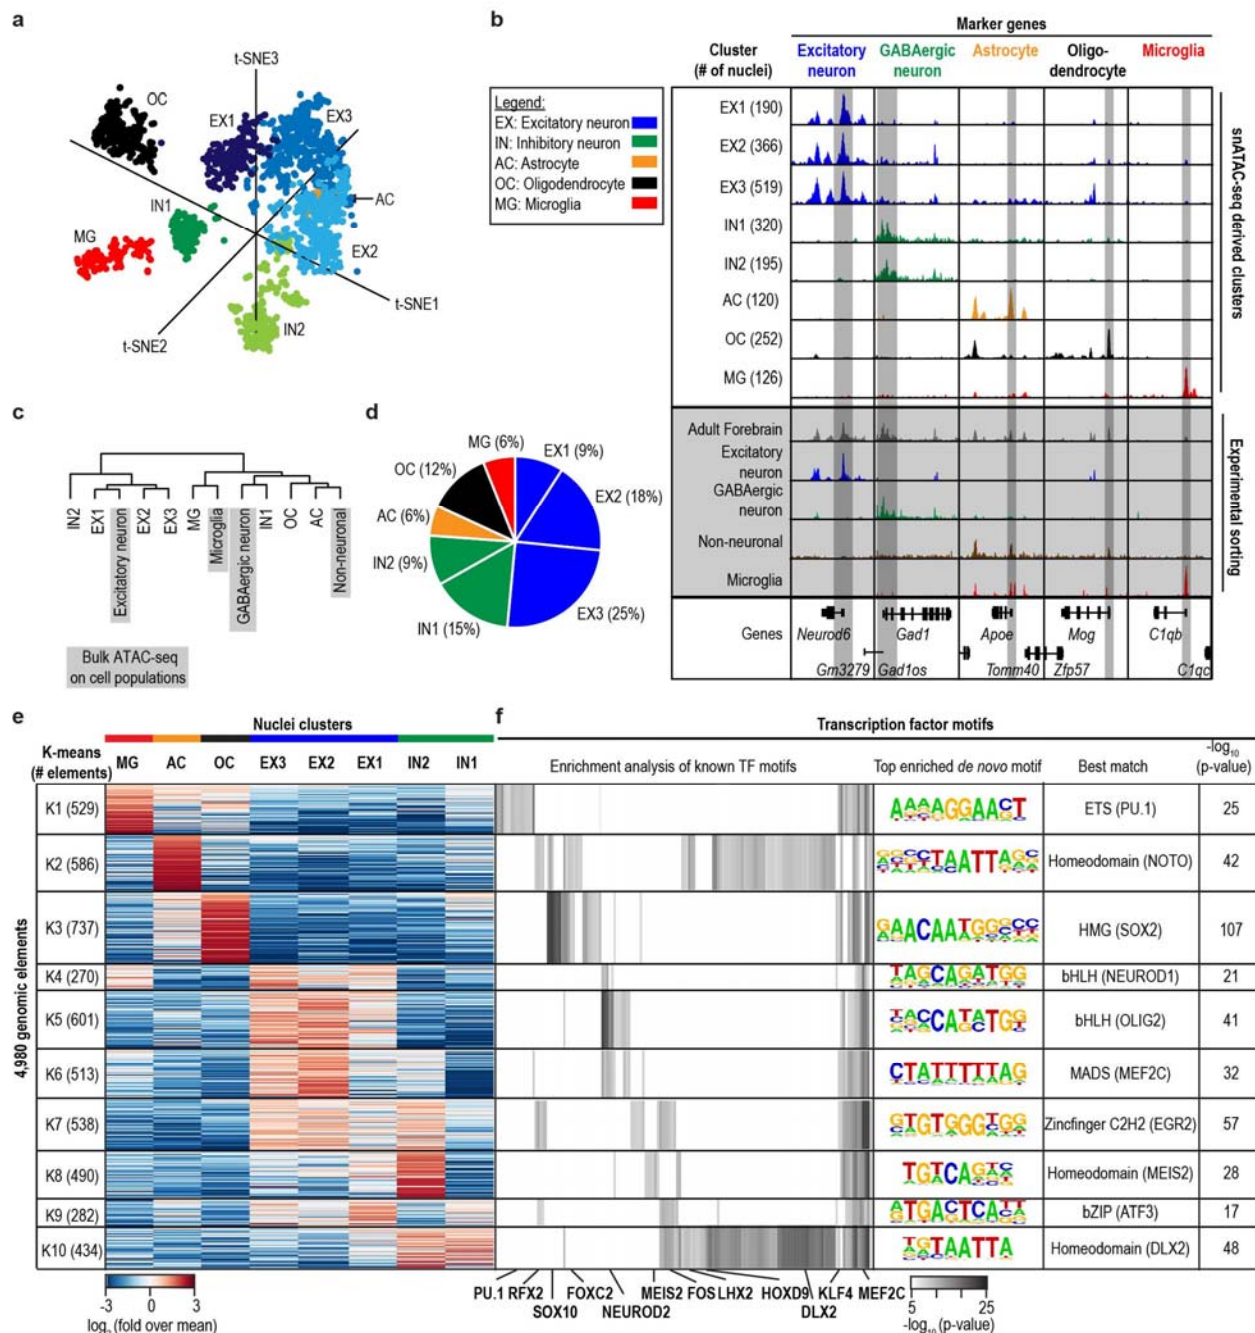 a
t-SNE3
OC
EX1
EX3
AC
IN1
MG
EX2
t-SNE1
t-SNE2
IN2
Legend:
EX: Excitatory neuron
IN: Inhibitory neuron
AC: Astrocyte
OC: Oligodendrocyte
MG: Microglia
b
Marker genes
Cluster
(# of nuclei)
Excitatory
neuron
GABAergic
neuron
Astrocyte
Oligo-
dendrocyte
Microglia
EX1 (190)
EX2 (366)
EX3 (519)
IN1 (320)
IN2 (195)
AC (120)
OC (252)
MG (126)
snATAC-seq derived clusters
Adult Forebrain
Excitatory
neuron
GABAergic
neuron
Non-neuronal
Microglia
Experimental sorting
Genes
Neurod6
Gad1
Apoe
Mog
C1qb
Gm3279
Gad1os
Tomm40
Zfp57
C1qc
c
IN2
EX1
Excitatory neuron
EX2
EX3
MG
Microglia
GABAergic neuron
IN1
OC
AC
Non-neuronal
Bulk ATAC-seq
on cell populations
d
MG (6%)
EX1 (9%)
OC (12%)
EX2 (18%)
AC (6%)
IN2 (9%)
EX3 (25%)
IN1 (15%)
e
Nuclei clusters
K-means
(# elements)
MG AC OC EX3 EX2 EX1 IN2 IN1
4,980 genomic elements
K1 (529)
K2 (586)
K3 (737)
K4 (270)
K5 (601)
K6 (513)
K7 (538)
K8 (490)
K9 (282)
K10 (434)
-3 0 3
log2 (fold over mean)
f
Transcription factor motifs
Enrichment analysis of known TF motifs
Top enriched de novo motif
Best match
-log10
(p-value)
ETS (PU.1) 25
Homeodomain (NOTO) 42
HMG (SOX2) 107
bHLH (NEUROD1) 21
bHLH (OLIG2) 41
MADS (MEF2C) 32
Zincfinger C2H2 (EGR2) 57
Homeodomain (MEIS2) 28
bZIP (ATF3) 17
Homeodomain (DLX2) 48
PU.1 RFX2 FOXC2 MEIS2 FOS LHX2 HOXD9 KLF4 MEF2C
SOX10 NEUROD2 DLX2
5 25
-log10 (p-value)